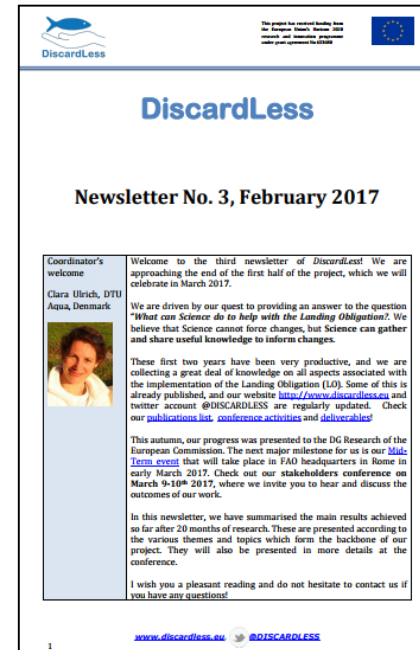 This project has received funding from
the European Union's Horizon 2020
research and innovation programme
under grant agreement No
DiscardLess
DiscardLess
Newsletter No. 3, February 2017
Coordinator's
welcome
Clara Ulrich, DTU
Aqua, Denmark
Welcome to the third newsletter of DiscardLess! We are
approaching the end of the first half of the project, which we will
celebrate in March 2017.
We are driven by our quest to providing an answer to the question
"What can Science do to help with the Landing Obligation?. We
believe that Science cannot force changes, but Science can gather
and share useful knowledge to inform changes.
These first two years have been very productive, and we are
collecting a great deal of knowledge on all aspects associated with
the implementation of the Landing Obligation (LO). Some of this is
already published, and our website http://www.discardless.eu and
twitter account @DISCARDLESS are regularly updated. Check
our publications list, conference activities and deliverables!
This autumn, our progress was presented to the DG Research of the
European Commission. The next major milestone for us is our Mid-
Term event that will take place in FAO headquarters in Rome in
early March 2017. Check out our stakeholders conference on
March 9-10th 2017, where we invite you to hear and discuss the
outcomes of our work.
In this newsletter, we have summarised the main results achieved
so far after 20 months of research. These are presented according to
the various themes and topics which form the backbone of our
project. They will also be presented in more details at the
conference.
I wish you a pleasant reading and do not hesitate to contact us if
you have any questions!
www.discardless.eu, @DISCARDLESS
1